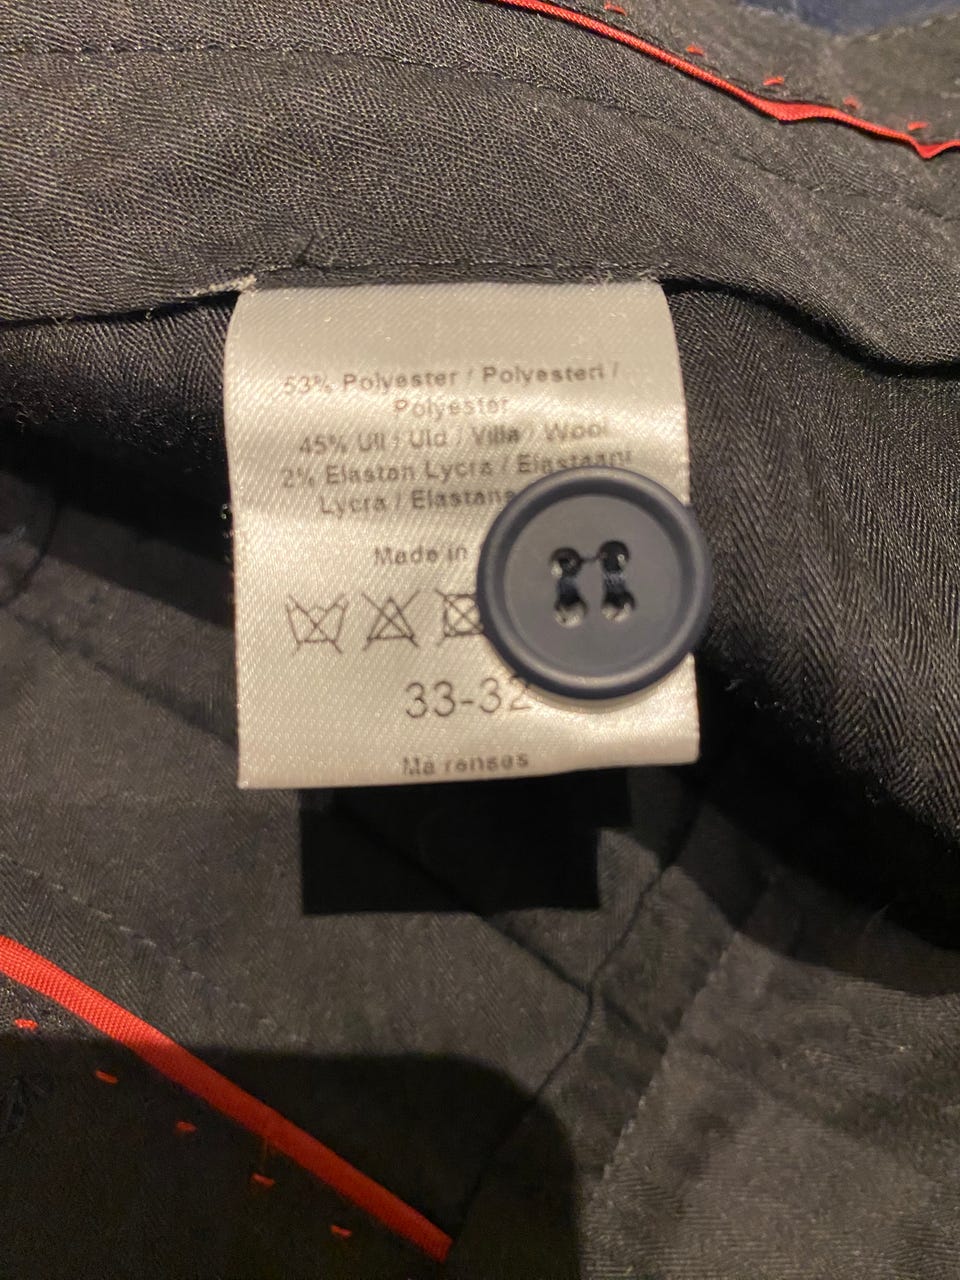 53% Polyester / Polyesteri /
Polyester
45% Ull / Uld / Villa / Wool
2% Elastan Lycra / Elastaani
Lycra / Elastane
Made in
33-32
Må renses